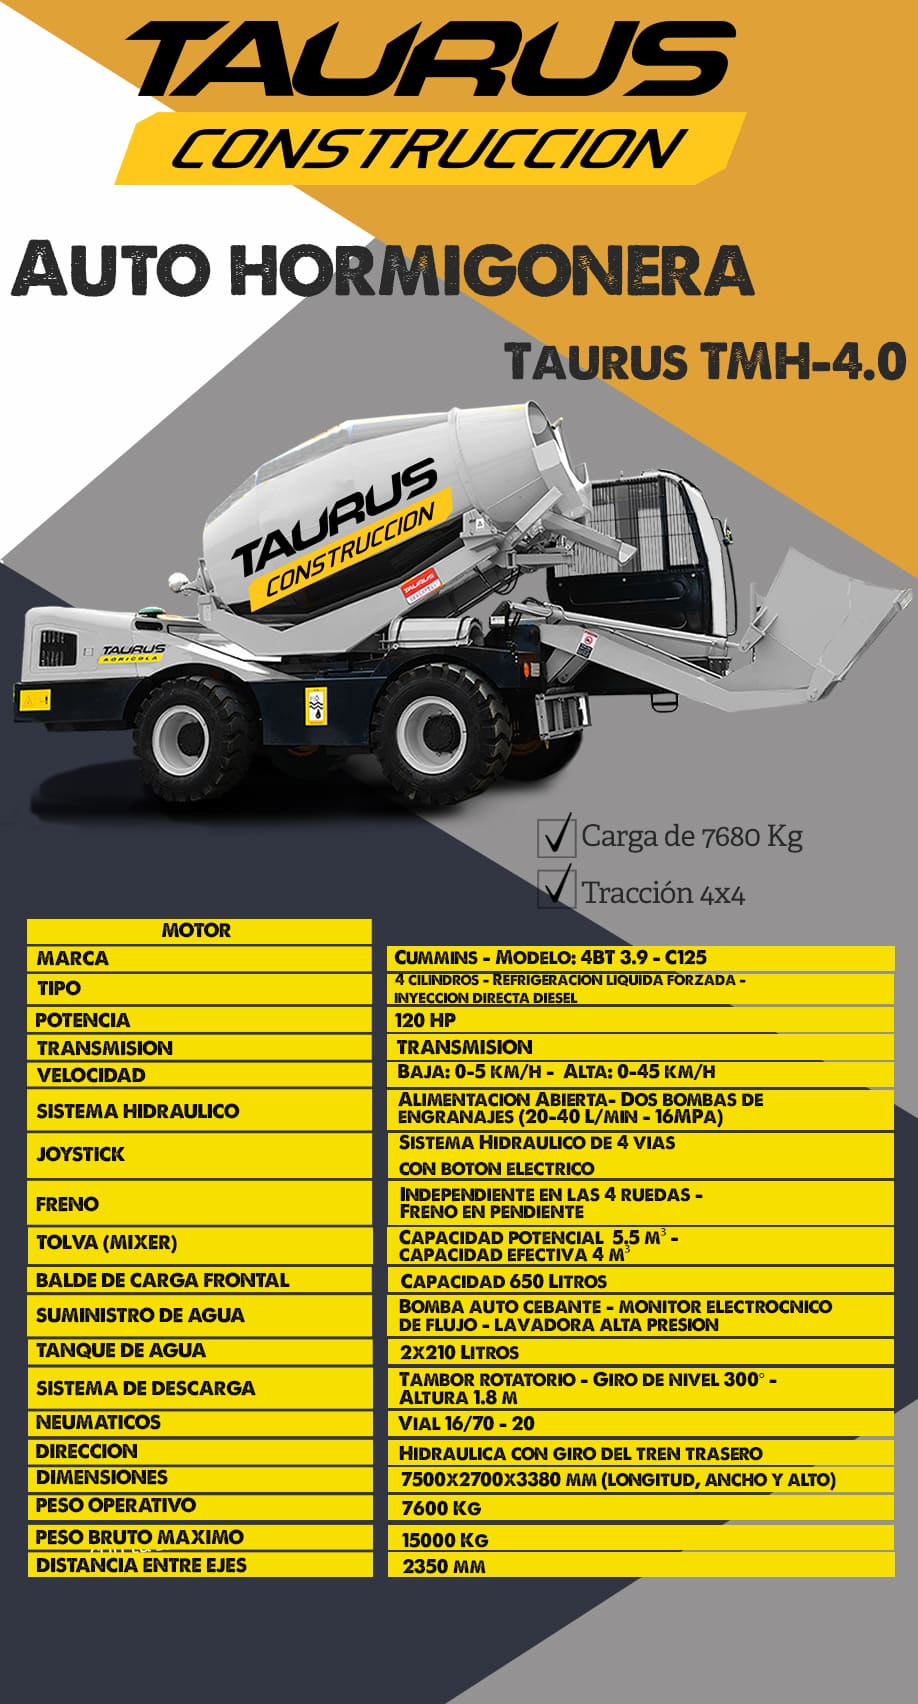 TAURUS
CONSTRUCCION
AUTO HORMIGONERA
TAURUS TMH-4.0
TAURUS
CONSTRUCCION
TAURUS
TAURUS
AGRICOLA
Carga de 7680 Kg
Tracción 4x4
MOTOR
MARCA
CUMMINS - MODELO: 4BT 3.9 - C125
TIPO
4 CILINDROS - REFRIGERACION LIQUIDA FORZADA -
INYECCION DIRECTA DIESEL
POTENCIA
120 HP
TRANSMISION
TRANSMISION
VELOCIDAD
BAJA: 0-5 KM/H - ALTA: 0-45 KM/H
SISTEMA HIDRAULICO
ALIMENTACION ABIERTA- DOS BOMBAS DE
ENGRANAJES (20-40 L/MIN - 16MPA)
JOYSTICK
SISTEMA HIDRAULICO DE 4 VIAS
CON BOTON ELECTRICO
FRENO
INDEPENDIENTE EN LAS 4 RUEDAS -
FRENO EN PENDIENTE
TOLVA (MIXER)
CAPACIDAD POTENCIAL 5.5 M³ -
CAPACIDAD EFECTIVA 4 M³
BALDE DE CARGA FRONTAL
CAPACIDAD 650 LITROS
SUMINISTRO DE AGUA
BOMBA AUTO CEBANTE - MONITOR ELECTROCNICO
DE FLUJO - LAVADORA ALTA PRESION
TANQUE DE AGUA
2X210 LITROS
SISTEMA DE DESCARGA
TAMBOR ROTATORIO - GIRO DE NIVEL 300° -
ALTURA 1.8 M
NEUMATICOS
VIAL 16/70 - 20
DIRECCION
HIDRAULICA CON GIRO DEL TREN TRASERO
DIMENSIONES
7500X2700X3380 MM (LONGITUD, ANCHO Y ALTO)
PESO OPERATIVO
7600 KG
PESO BRUTO MAXIMO
15000 KG
DISTANCIA ENTRE EJES
2350 MM